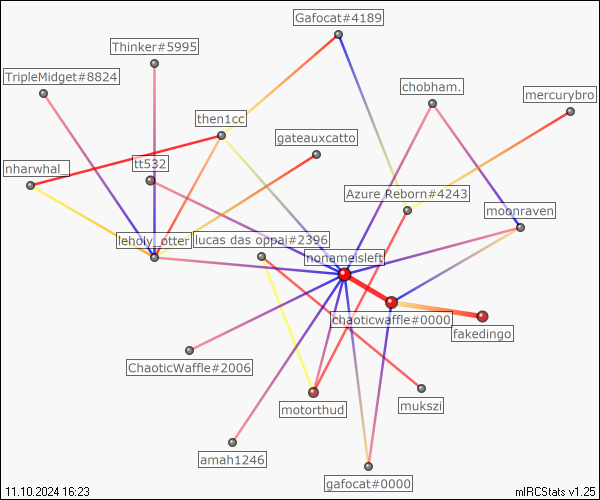 Gafocat#4189
Thinker#5995
TripleMidget#8824
chobham.
mercurybro
then1cc
gateauxcatto
tt532
nharwhal_
Azure Reborn#4243
moonraven
leholy_otter
lucas das oppai#2396
nonameisleft
chaoticwaffle#0000
fakedingo
ChaoticWaffle#2006
motorthud
mukszi
amah1246
gafocat#0000
11.10.2024 16:23
mIRCStats v1.25